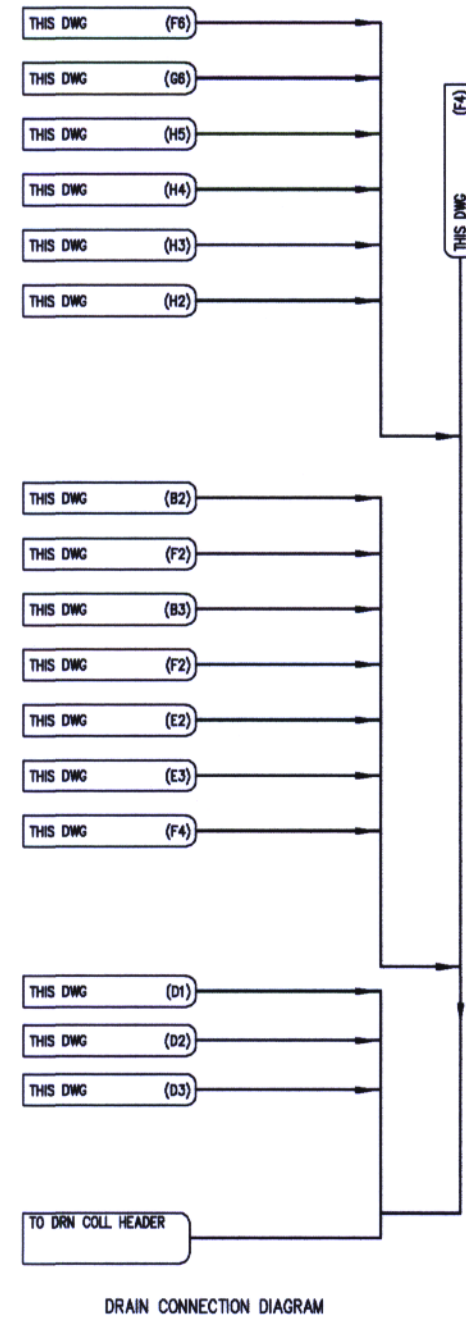 THIS DWG (F6)
THIS DWG (G6)
THIS DWG (H5)
THIS DWG (H4)
THIS DWG (H3)
THIS DWG (H2)
THIS DWG (F4)
THIS DWG (B2)
THIS DWG (F2)
THIS DWG (B3)
THIS DWG (F2)
THIS DWG (E2)
THIS DWG (E3)
THIS DWG (F4)
THIS DWG (D1)
THIS DWG (D2)
THIS DWG (D3)
TO DRN COLL HEADER
DRAIN CONNECTION DIAGRAM